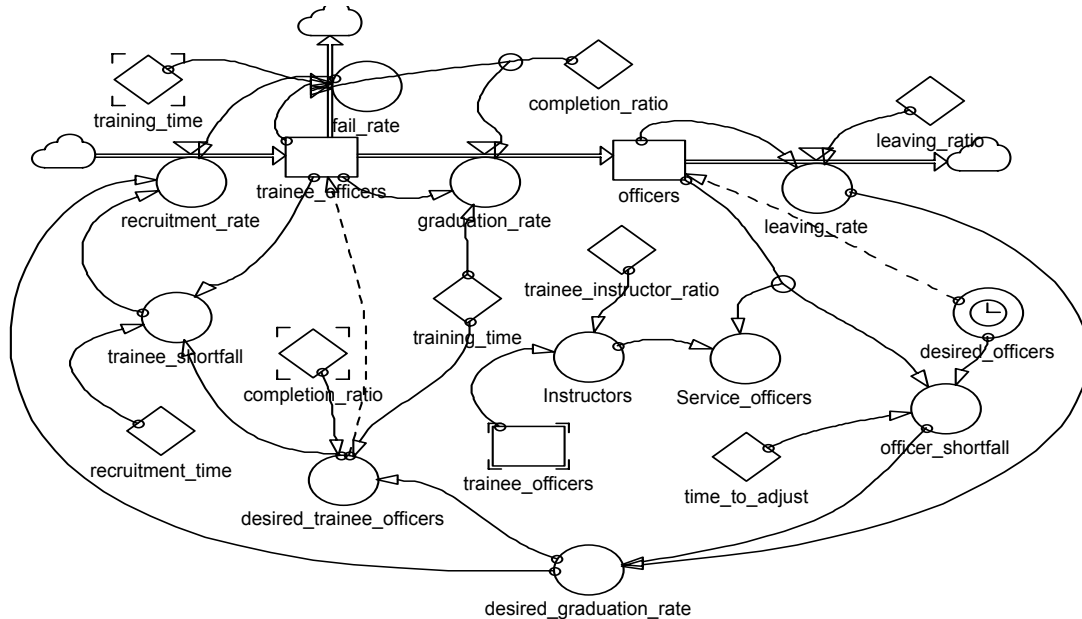 training_time
fail_rate
completion_ratio
leaving_ratio
trainee_officers
officers
recruitment_rate
graduation_rate
leaving_rate
trainee_instructor_ratio
training_time
trainee_shortfall
desired_officers
completion_ratio
Instructors
Service_officers
officer_shortfall
recruitment_time
trainee_officers
time_to_adjust
desired_trainee_officers
desired_graduation_rate